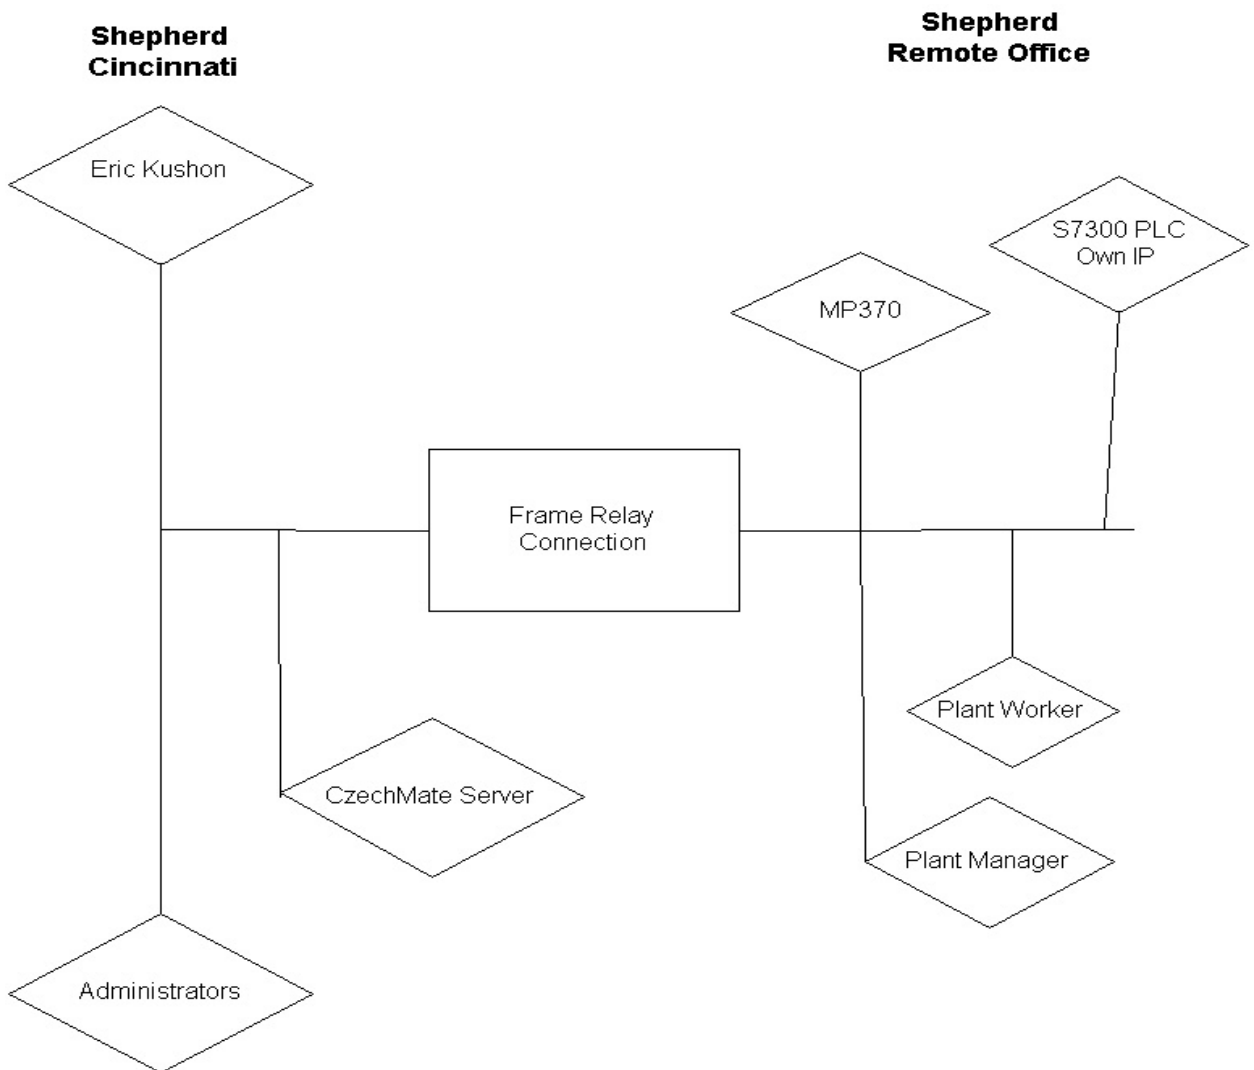 Shepherd
Cincinnati
Shepherd
Remote Office
Eric Kushon
S7300 PLC
Own IP
MP370
Frame Relay
Connection
Plant Worker
CzechMate Server
Plant Manager
Administrators